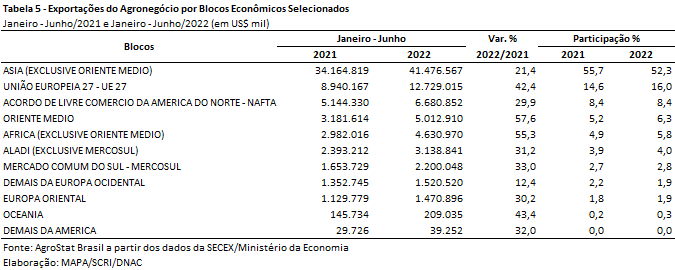 Tabela 5 - Exportações do Agronegócio por Blocos Econômicos Selecionados
Janeiro - Junho/2021 e Janeiro - Junho/2022 (em US$ mil)
Blocos Janeiro - Junho Var. % Participação %
2021 2022 2022/2021 2021 2022
ASIA (EXCLUSIVE ORIENTE MEDIO) 34.164.819 41.476.567 21,4 55,7 52,3
UNIÃO EUROPEIA 27 - UE 27 8.940.167 12.729.015 42,4 14,6 16,0
ACORDO DE LIVRE COMERCIO DA AMERICA DO NORTE - NAFTA 5.144.330 6.680.852 29,9 8,4 8,4
ORIENTE MEDIO 3.181.614 5.012.910 57,6 5,2 6,3
AFRICA (EXCLUSIVE ORIENTE MEDIO) 2.982.016 4.630.970 55,3 4,9 5,8
ALADI (EXCLUSIVE MERCOSUL) 2.393.212 3.138.841 31,2 3,9 4,0
MERCADO COMUM DO SUL - MERCOSUL 1.653.729 2.200.048 33,0 2,7 2,8
DEMAIS DA EUROPA OCIDENTAL 1.352.745 1.520.520 12,4 2,2 1,9
EUROPA ORIENTAL 1.129.779 1.470.896 30,2 1,8 1,9
OCEANIA 145.734 209.035 43,4 0,2 0,3
DEMAIS DA AMERICA 29.726 39.252 32,0 0,0 0,0
Fonte: AgroStat Brasil a partir dos dados da SECEX/Ministério da Economia
Elaboração: MAPA/SCRI/DNAC